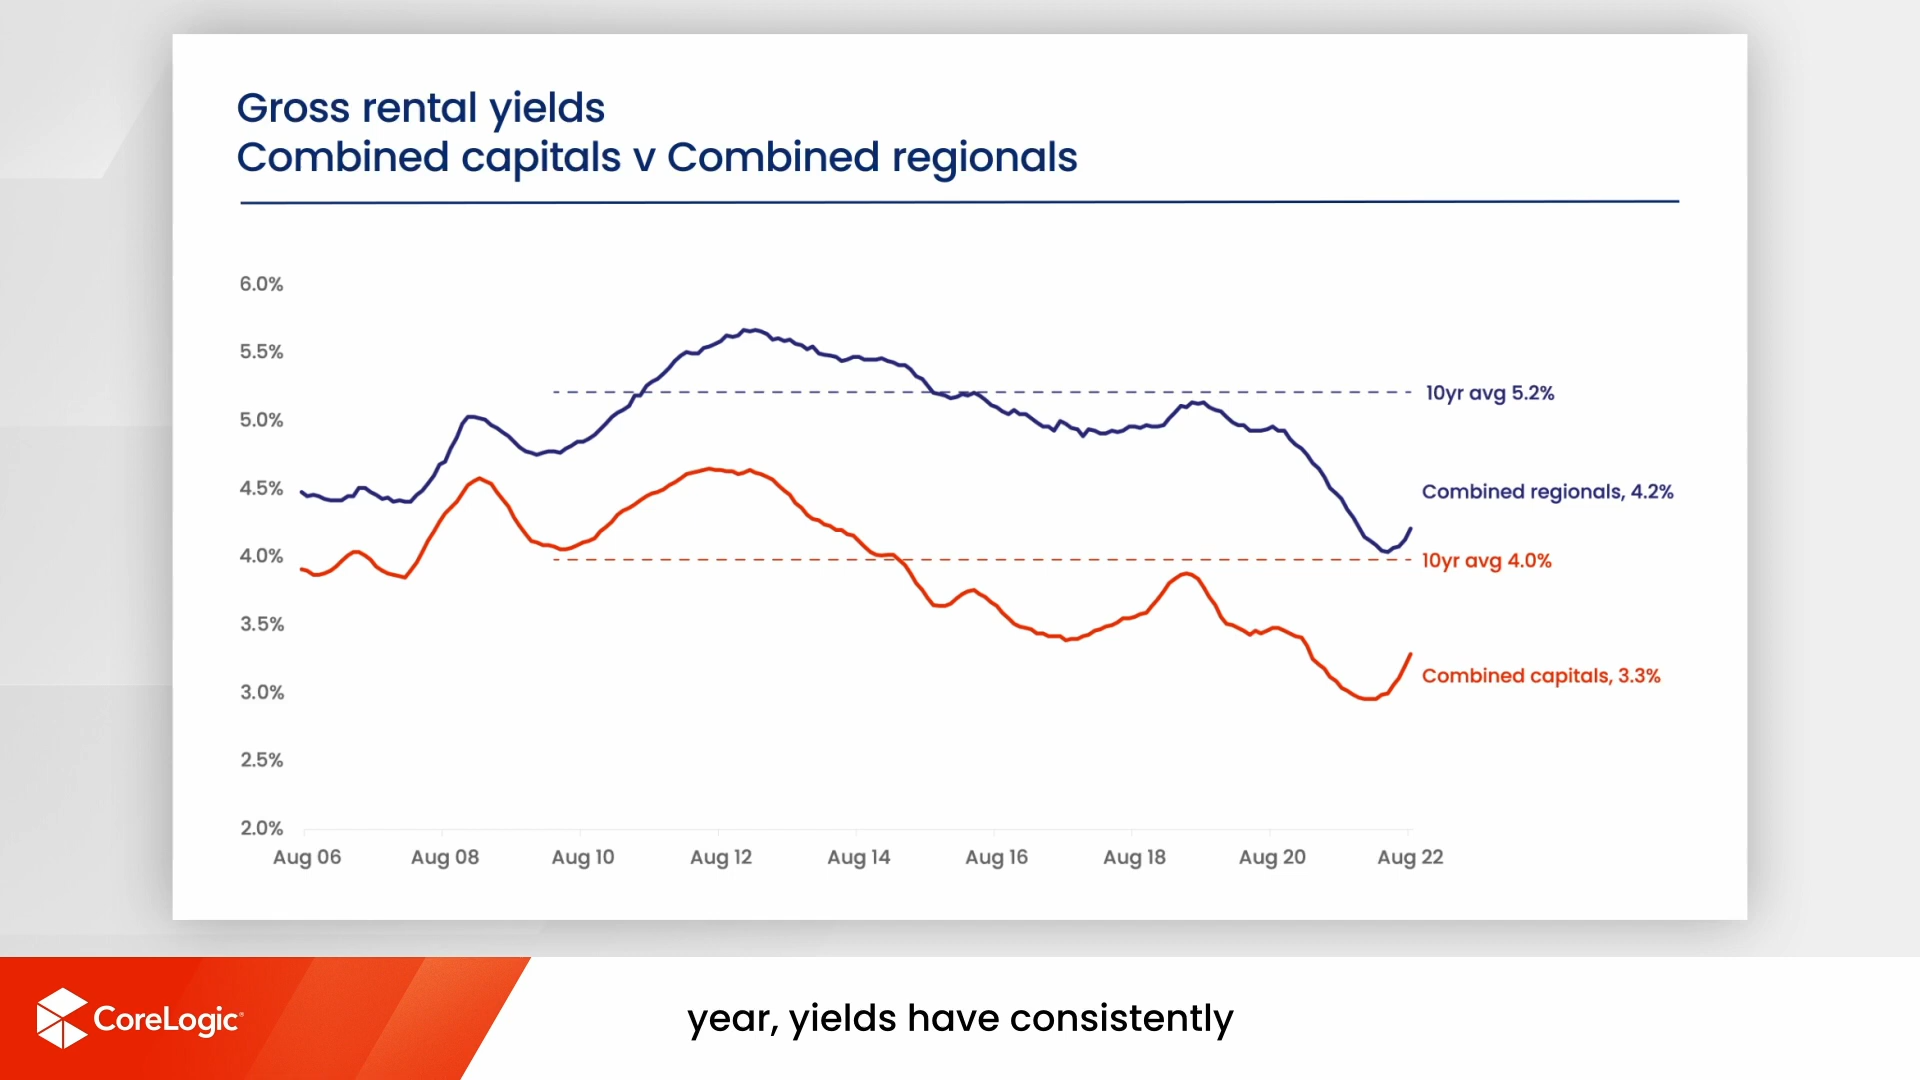 Gross rental yields
Combined capitals v Combined regionals
6.0%
5.5%
5.0%
4.5%
4.0%
3.5%
3.0%
2.5%
2.0%
10yr avg 5.2%
Combined regionals, 4.2%
10yr avg 4.0%
Combined capitals, 3.3%
Aug 06 Aug 08 Aug 10 Aug 12 Aug 14 Aug 16 Aug 18 Aug 20 Aug 22
CoreLogic
year, yields have consistently